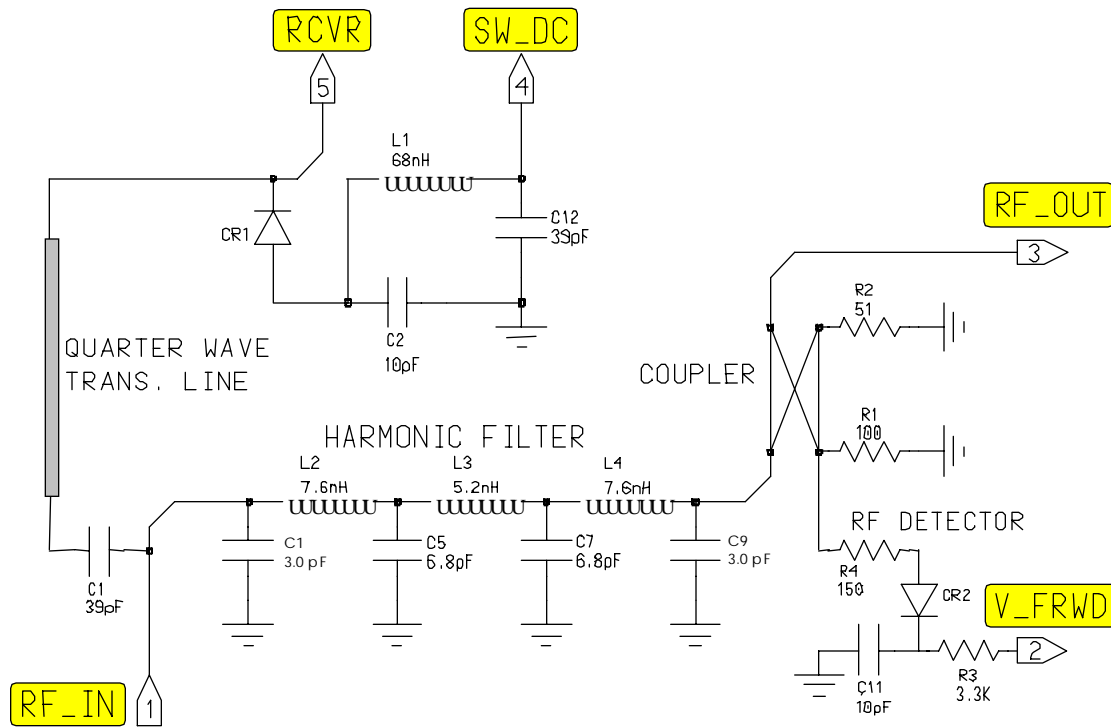 RCVR
SW_DC
5
4
L1
68nH
CR1
C12
39pF
RF_OUT
3
C2
10pF
R2
51
QUARTER WAVE
TRANS. LINE
COUPLER
R1
100
HARMONIC FILTER
L2
7.6nH
L3
5.2nH
L4
7.6nH
C1
3.0 pF
C5
6.8pF
C7
6.8pF
C9
3.0 pF
RF DETECTOR
R4
150
CR2
C1
39pF
V_FRWD
2
C11
10pF
R3
3.3K
RF_IN
1